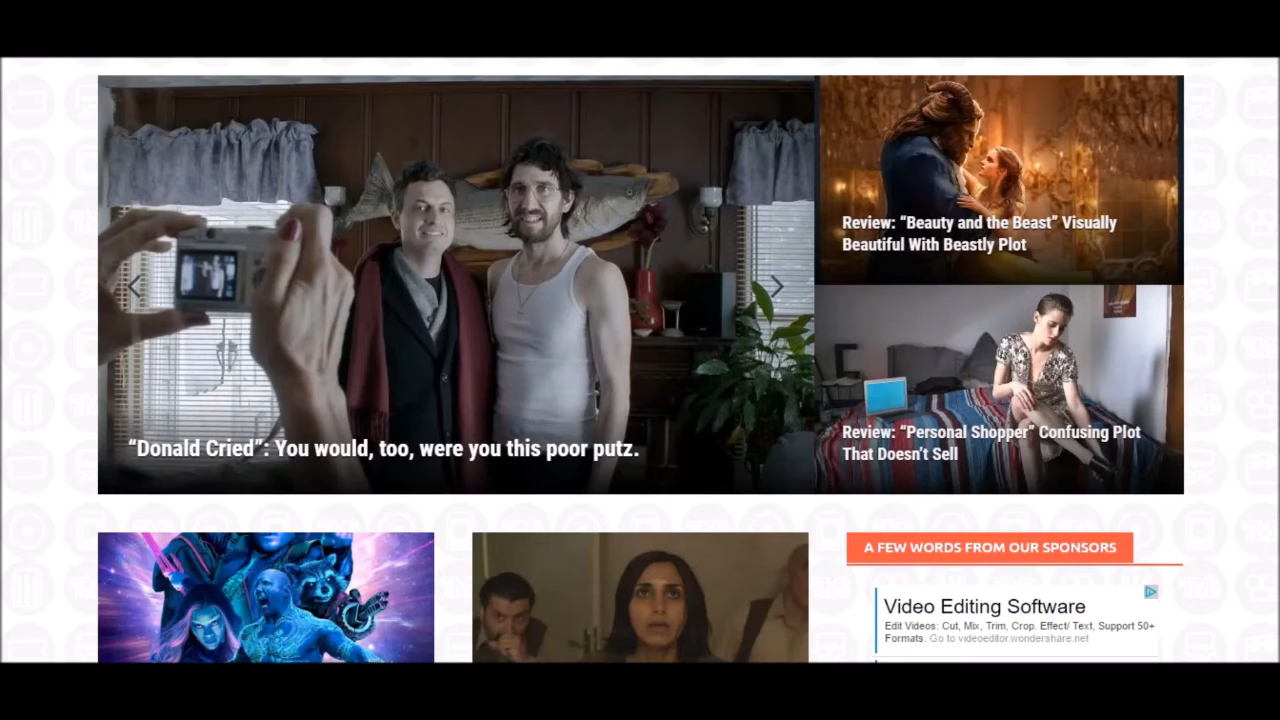 “Donald Cried”: You would, too, were you this poor putz.
Review: “Beauty and the Beast” Visually
Beautiful With Beastly Plot
Review: “Personal Shopper” Confusing Plot
That Doesn’t Sell
A FEW WORDS FROM OUR SPONSORS
Video Editing Software
Edit Videos: Cut, Mix, Trim, Crop. Effect/ Text, Support 50+
Formats. Go to videoeditor.wondershare.net